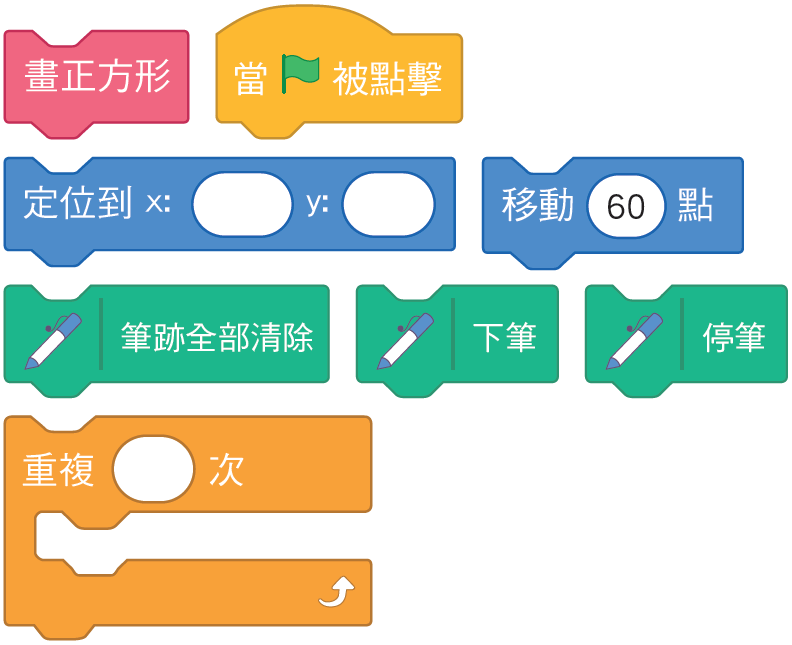 畫正方形
當 被點擊
定位到 x: y:
移動 60 點
筆跡全部清除
下筆
停筆
重複 次